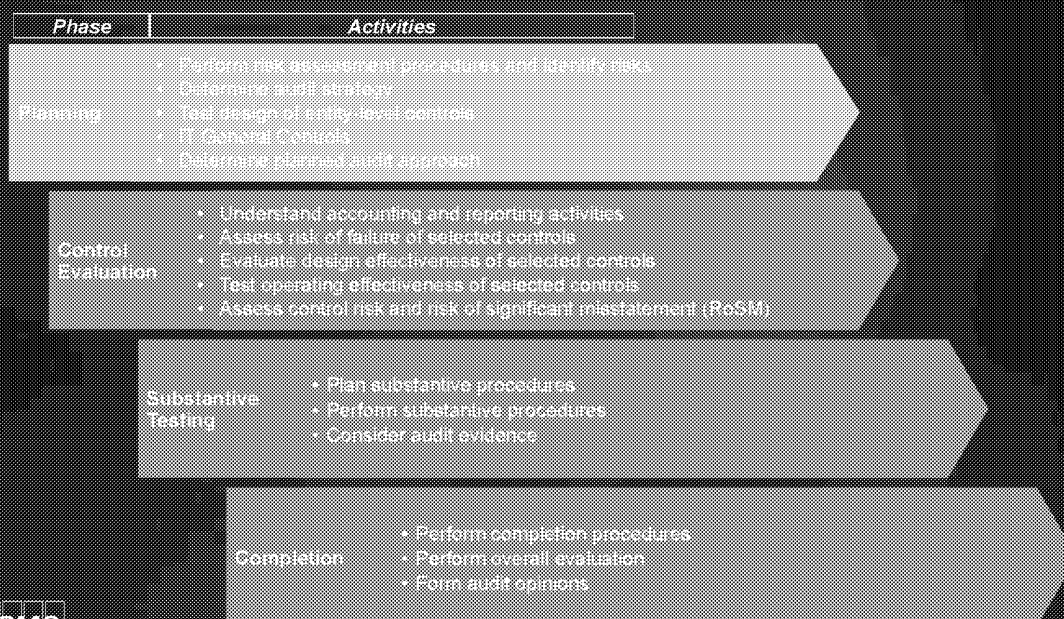 Phase Activities
Planning
• Perform risk assessment procedures and identify risks
• Determine audit strategy
• Test design of entity-level controls
• IT General Controls
• Determine planned audit approach
Control
Evaluation
• Understand accounting and reporting activities
• Assess risk of failure of selected controls
• Evaluate design effectiveness of selected controls
• Test operating effectiveness of selected controls
• Assess control risk and risk of significant misstatement (RoSM)
Substantive
Testing
• Plan substantive procedures
• Perform substantive procedures
• Consider audit evidence
Completion
• Perform completion procedures
• Perform overall evaluation
• Form audit opinions